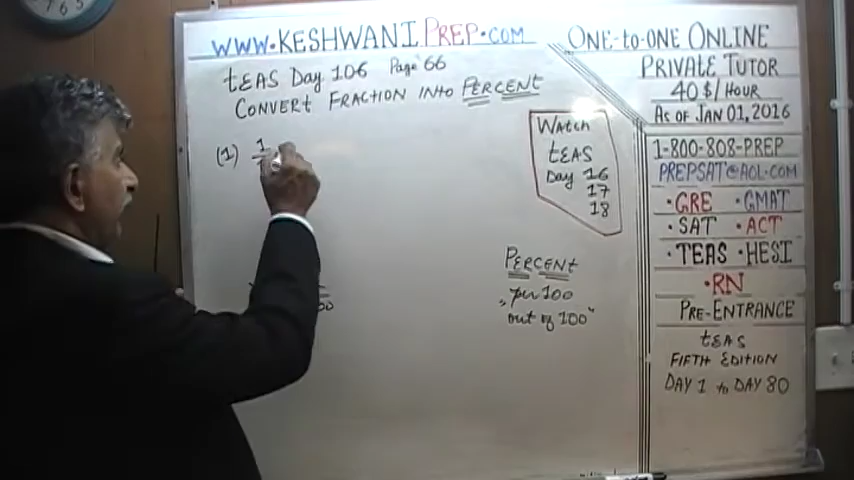 WWW.KESHWANIPREP.COM
tEAS Day 106 Page 66
CONVERT FRACTION INTO PERCENT
(1) 1
WATCH
tEAS
Day 16
17
18
PERCENT
"per 100
out of 100"
ONE-to-ONE ONLINE
PRIVATE TUTOR
40$/HOUR
AS OF JAN 01, 2016
1-800-808-PREP
PREPSAT@AOL.COM
•GRE •GMAT
•SAT •ACT
•TEAS •HESI
•RN
PRE-ENTRANCE
tEAS
FIFTH EDITION
DAY 1 to DAY 80